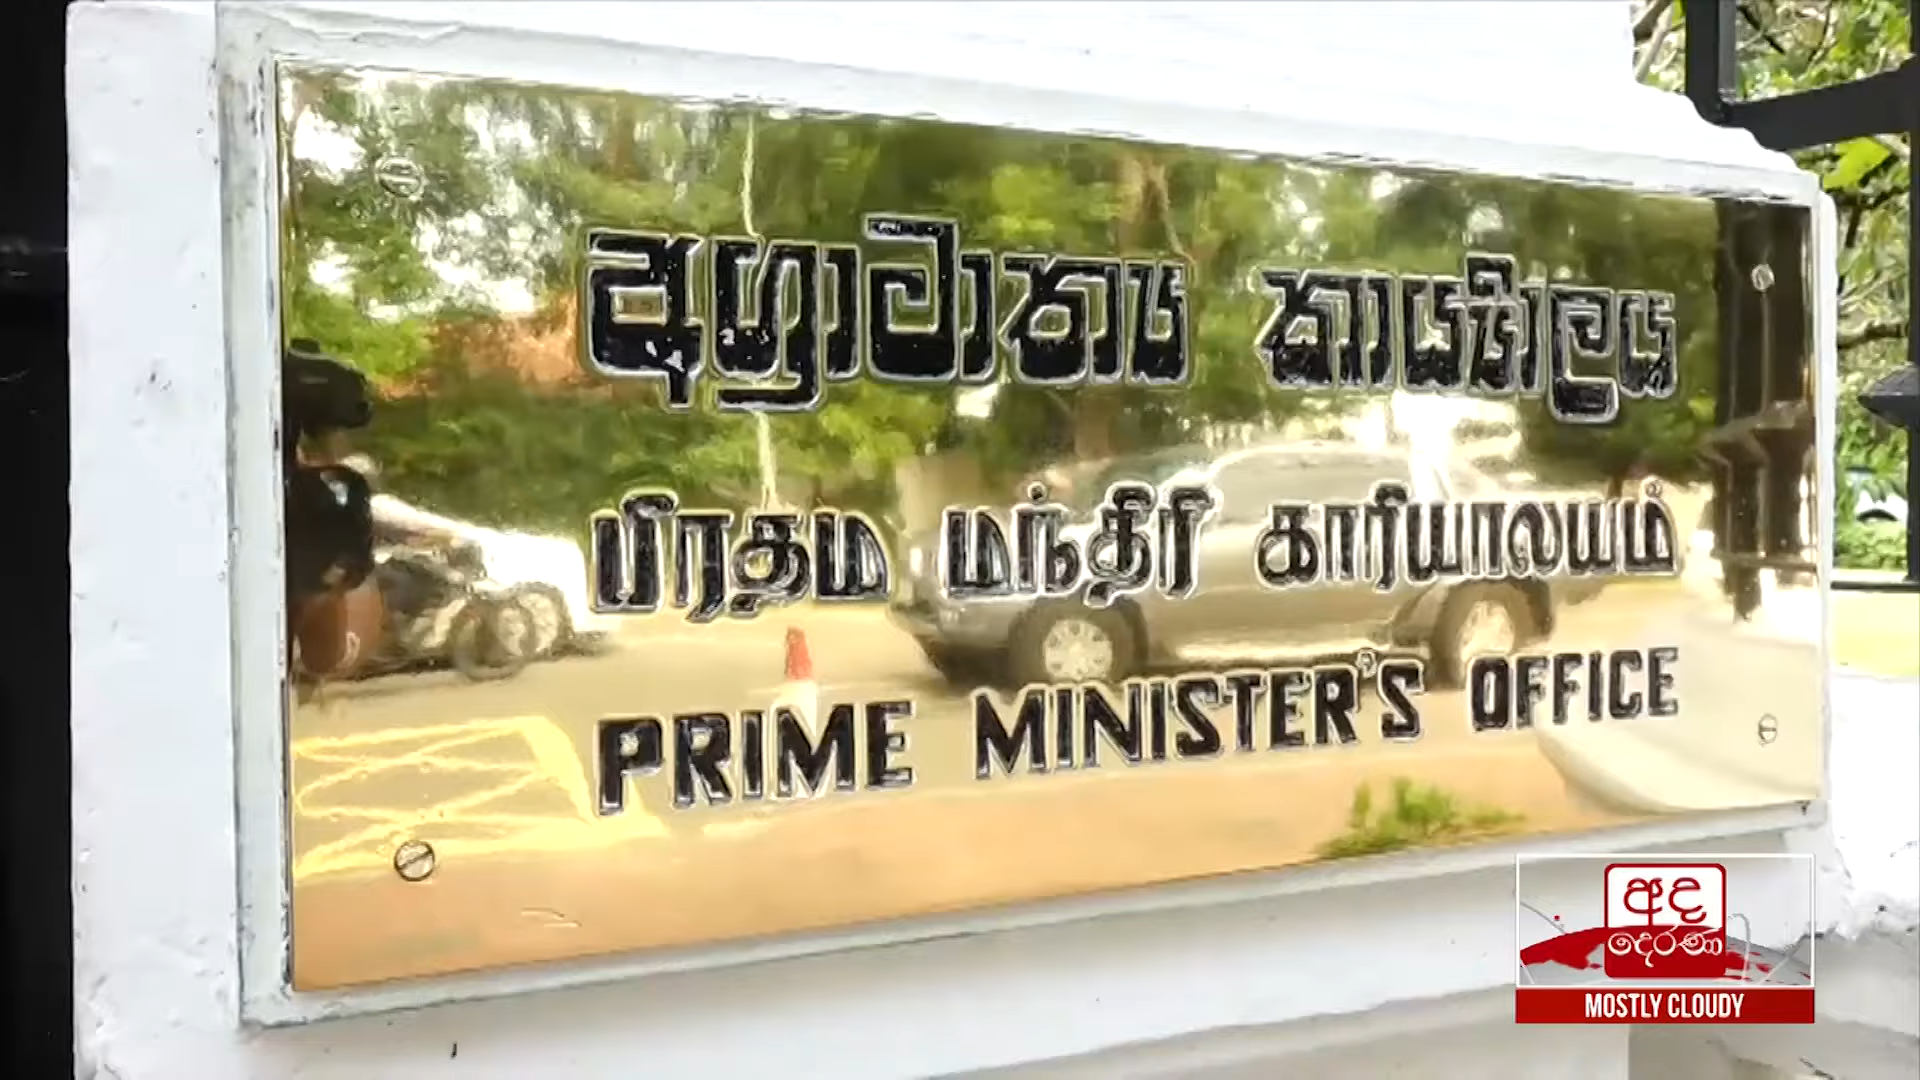 අග්‍රාමාත්‍ය කාර්යාලය
பிரதம மந்திரி காரியாலயம்
PRIME MINISTER'S OFFICE
අද
දෙරණ
MOSTLY CLOUDY